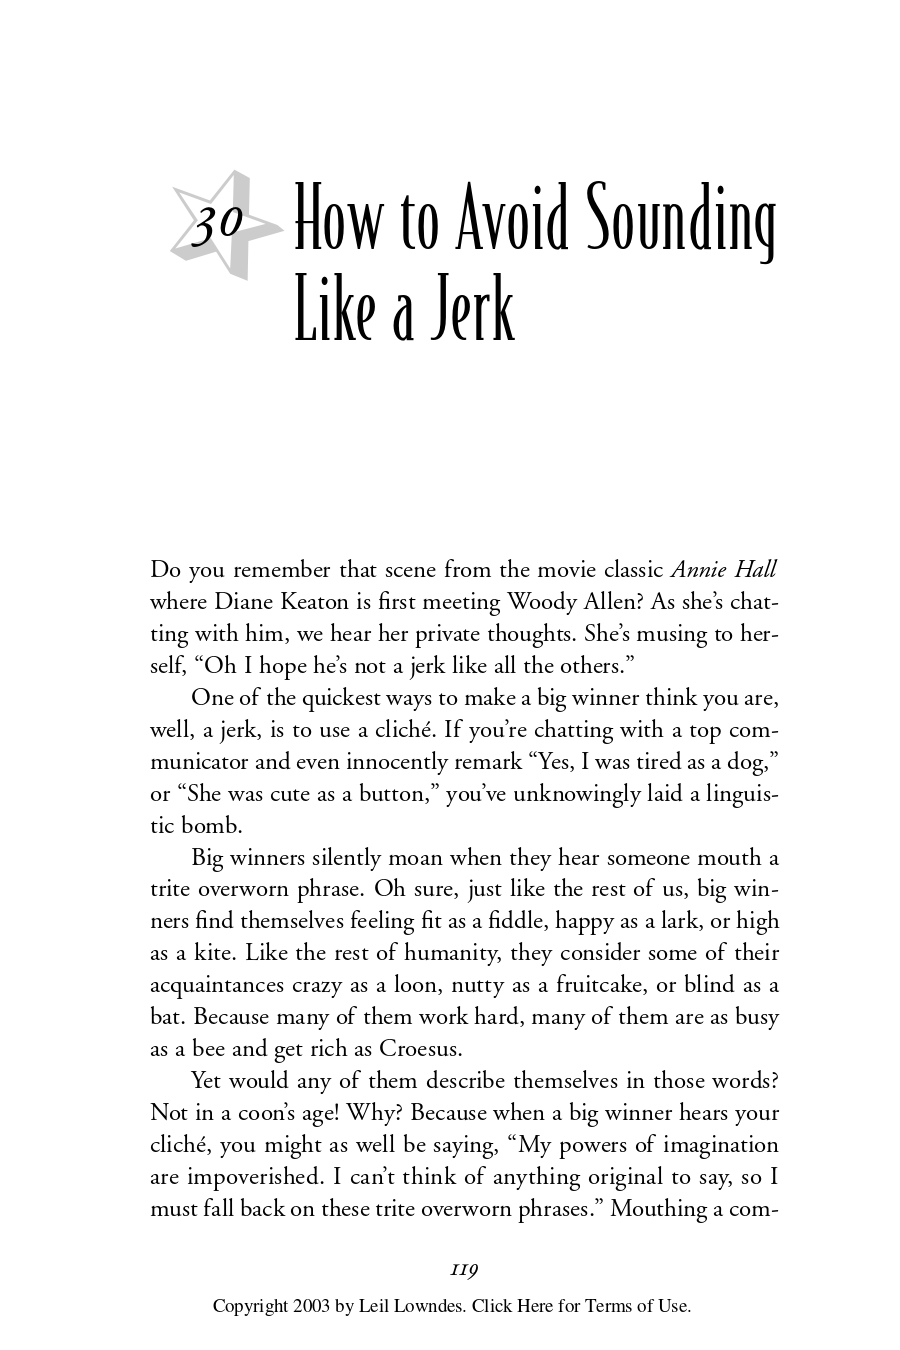 30 How to Avoid Sounding
Like a Jerk
Do you remember that scene from the movie classic Annie Hall
where Diane Keaton is first meeting Woody Allen? As she’s chat-
ting with him, we hear her private thoughts. She’s musing to her-
self, “Oh I hope he’s not a jerk like all the others.”
One of the quickest ways to make a big winner think you are,
well, a jerk, is to use a cliché. If you’re chatting with a top com-
municator and even innocently remark “Yes, I was tired as a dog,”
or “She was cute as a button,” you’ve unknowingly laid a linguis-
tic bomb.
Big winners silently moan when they hear someone mouth a
trite overworn phrase. Oh sure, just like the rest of us, big win-
ners find themselves feeling fit as a fiddle, happy as a lark, or high
as a kite. Like the rest of humanity, they consider some of their
acquaintances crazy as a loon, nutty as a fruitcake, or blind as a
bat. Because many of them work hard, many of them are as busy
as a bee and get rich as Croesus.
Yet would any of them describe themselves in those words?
Not in a coon’s age! Why? Because when a big winner hears your
cliché, you might as well be saying, “My powers of imagination
are impoverished. I can’t think of anything original to say, so I
must fall back on these trite overworn phrases.” Mouthing a com-
119
Copyright 2003 by Leil Lowndes. Click Here for Terms of Use.